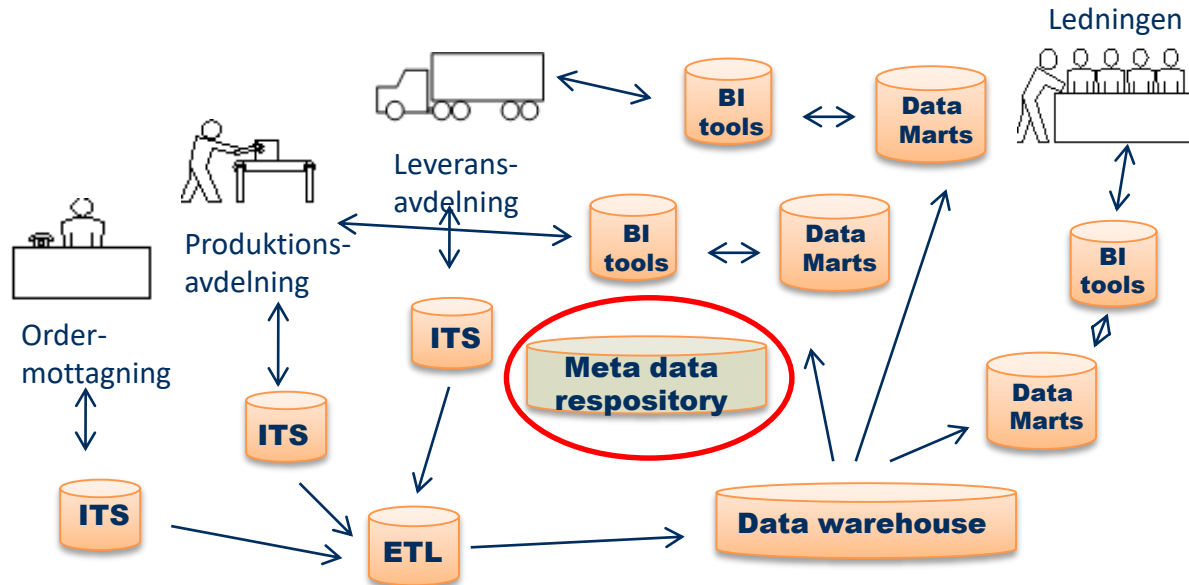 Ledningen
BI
tools
Data
Marts
Leverans-
avdelning
BI
tools
Data
Marts
Produktions-
avdelning
BI
tools
Order-
mottagning
ITS
Meta data
respository
ITS
Data
Marts
ITS
ETL
Data warehouse